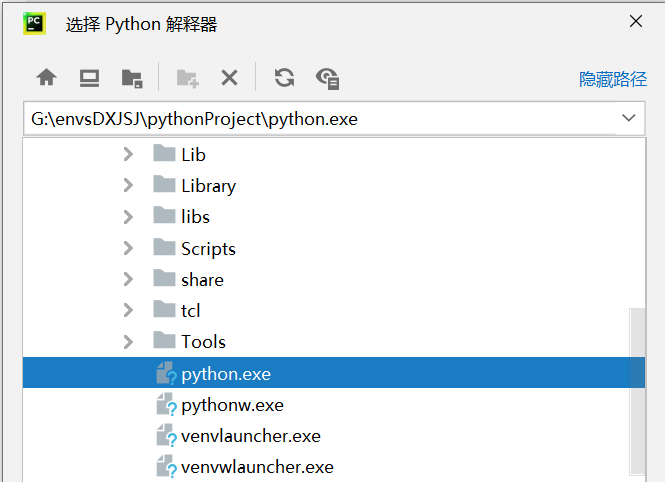 PC
选择 Python 解释器
隐藏路径
G:\envsDXJSJ\pythonProject\python.exe
Lib
Library
libs
Scripts
share
tcl
Tools
python.exe
pythonw.exe
venvlauncher.exe
venvwlauncher.exe